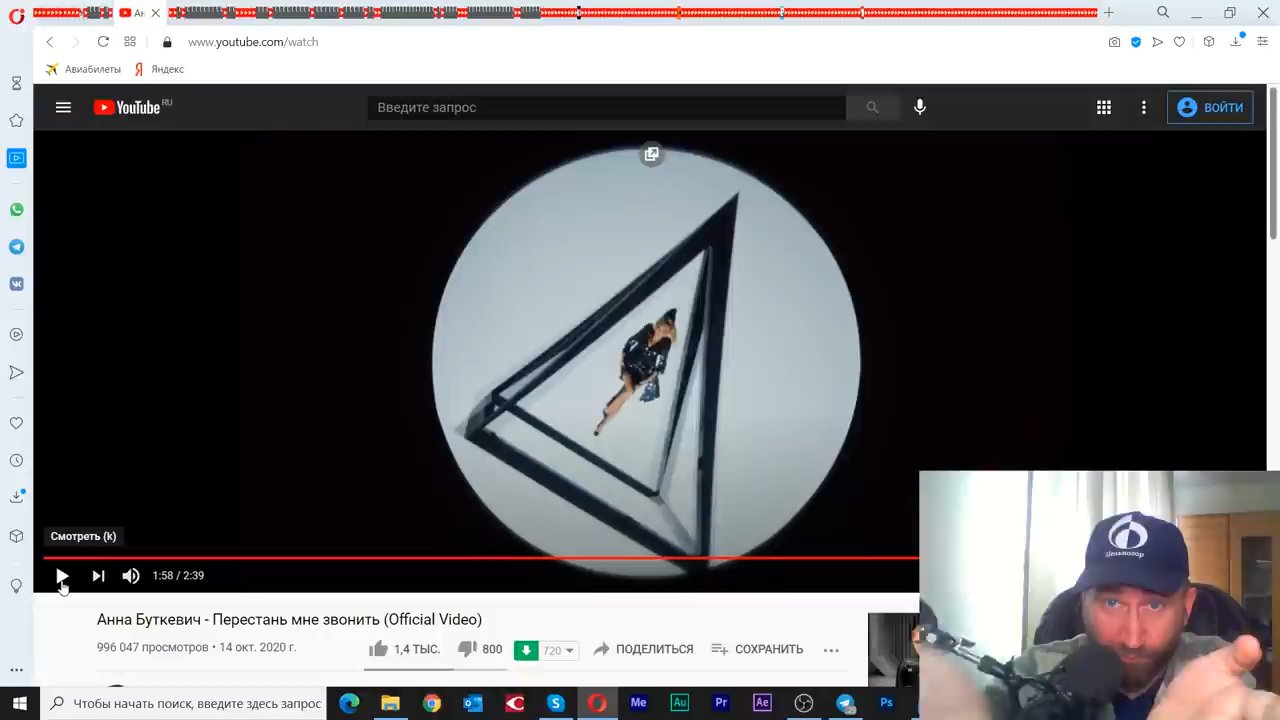 Ан
www.youtube.com/watch
Авиабилеты
Яндекс
YouTube RU
Введите запрос
ВОЙТИ
Смотреть (k)
1:58 / 2:39
Анна Буткевич - Перестань мне звонить (Official Video)
996 047 просмотров • 14 окт. 2020 г.
1,4 ТЫС.
800
720
ПОДЕЛИТЬСЯ
СОХРАНИТЬ
Цельмозор
Чтобы начать поиск, введите здесь запрос
Me
Au
Pr
Ae
Ps